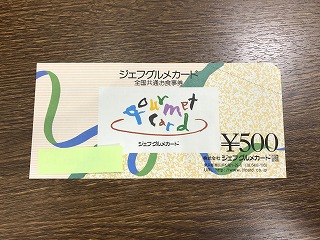 ジェフグルメカード
全国共通お食事券
gourmet
card
ジェフグルメカード
¥500
株式会社 ジェフグルメカード